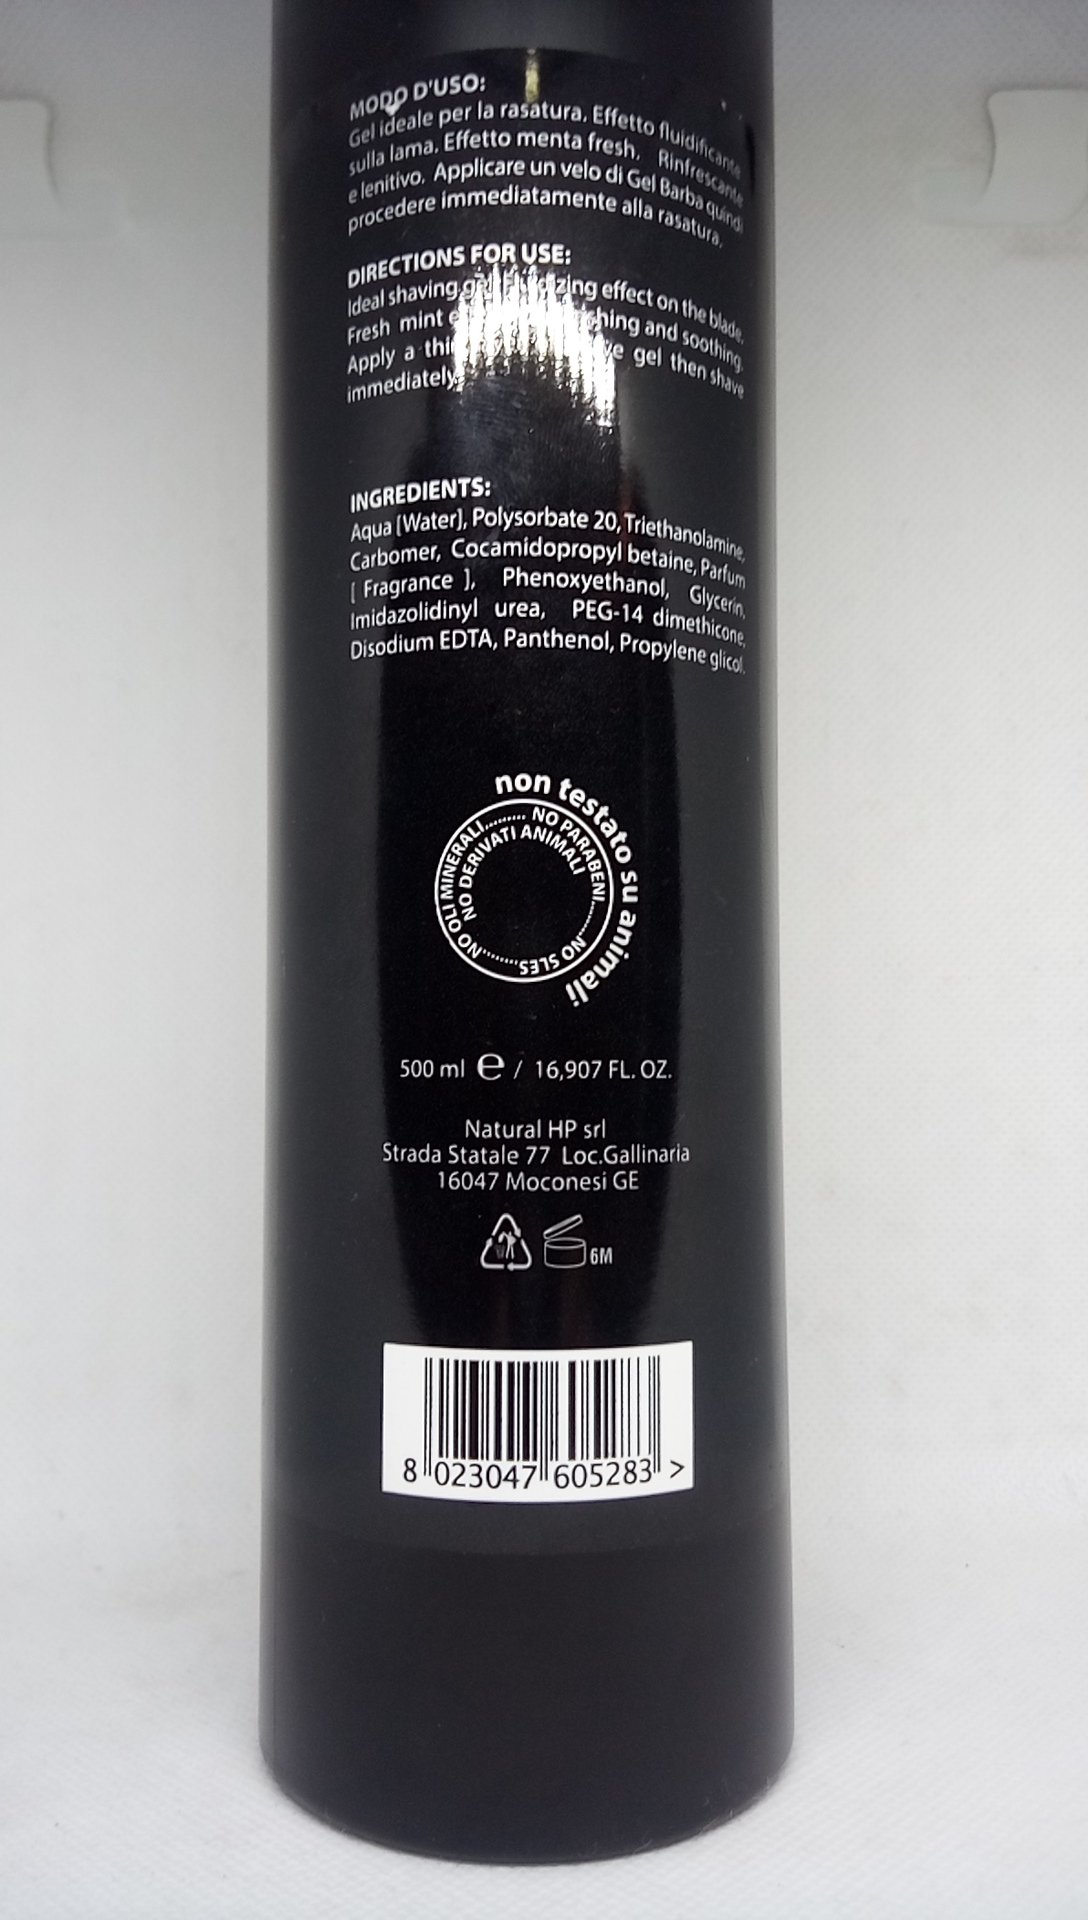 MODO D'USO:
Gel ideale per la rasatura. Effetto fluidificante
sulla lama. Effetto menta fresh. Rinfrescante
e lenitivo. Applicare un velo di Gel Barba quindi
procedere immediatamente alla rasatura.
DIRECTIONS FOR USE:
Ideal shaving gel. effect on the blade.
Fresh mint and soothing.
Apply a gel then shave
immediately.
INGREDIENTS:
Aqua [Water], Polysorbate 20, Triethanolamine,
Carbomer, Cocamidopropyl betaine, Parfum
[ Fragrance ], Phenoxyethanol, Glycerin,
Imidazolidinyl urea, PEG-14 dimethicone,
Disodium EDTA, Panthenol, Propylene glicol.
non testato su animali
NO OLI MINERALI......... NO PARABENI......... NO SLES.........
NO DERIVATI ANIMALI
500 ml e / 16,907 FL. OZ.
Natural HP srl
Strada Statale 77 Loc.Gallinaria
16047 Moconesi GE
6M
8 023047 605283 >